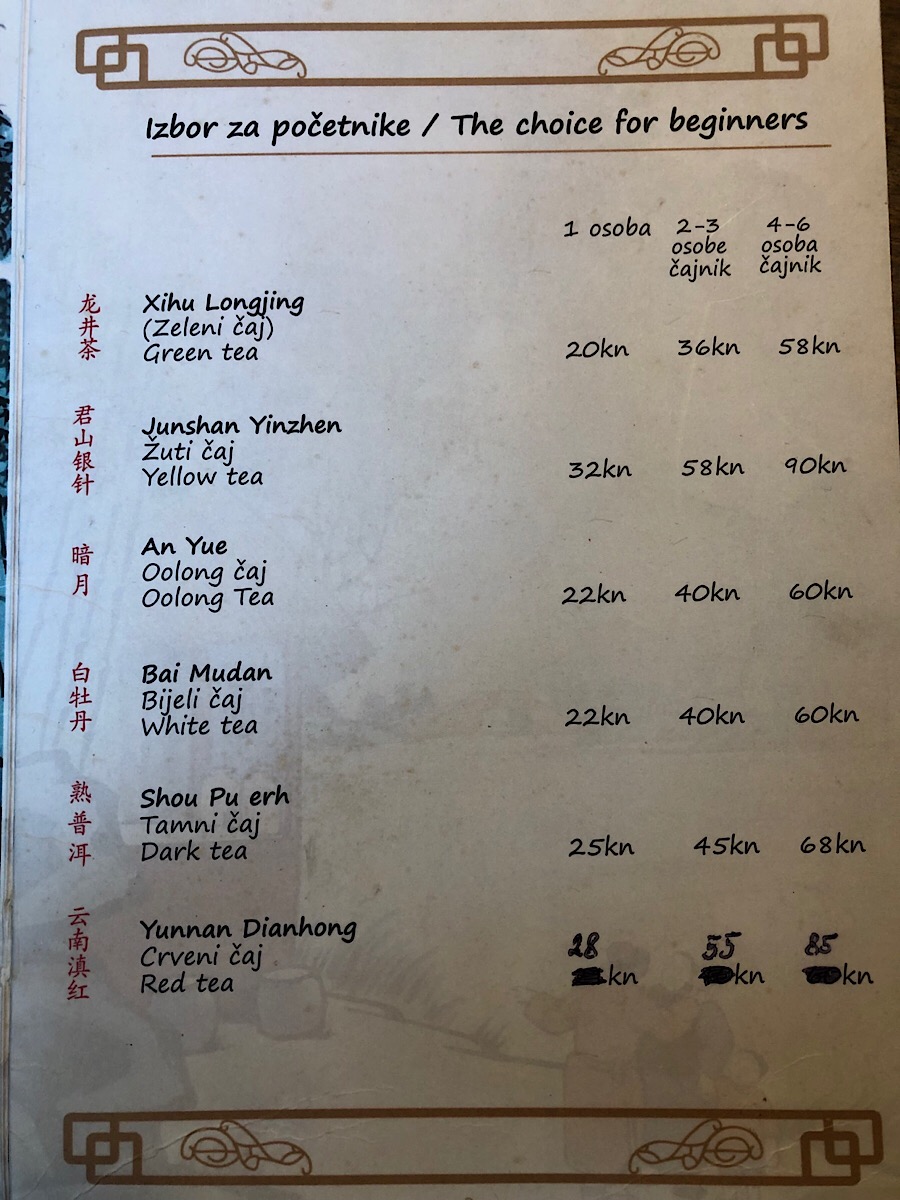 Izbor za početnike / The choice for beginners
1 osoba 2-3 osobe čajnik 4-6 osoba čajnik
龙井茶
Xihu Longjing
(Zeleni čaj)
Green tea 20kn 36kn 58kn
君山银针
Junshan Yinzhen
Žuti čaj
Yellow tea 32kn 58kn 90kn
暗月
An Yue
Oolong čaj
Oolong Tea 22kn 40kn 60kn
白牡丹
Bai Mudan
Bijeli čaj
White tea 22kn 40kn 60kn
熟普洱
Shou Pu erh
Tamni čaj
Dark tea 25kn 45kn 68kn
云南滇红
Yunnan Dianhong
Crveni čaj 28 55 85
Red tea kn kn kn